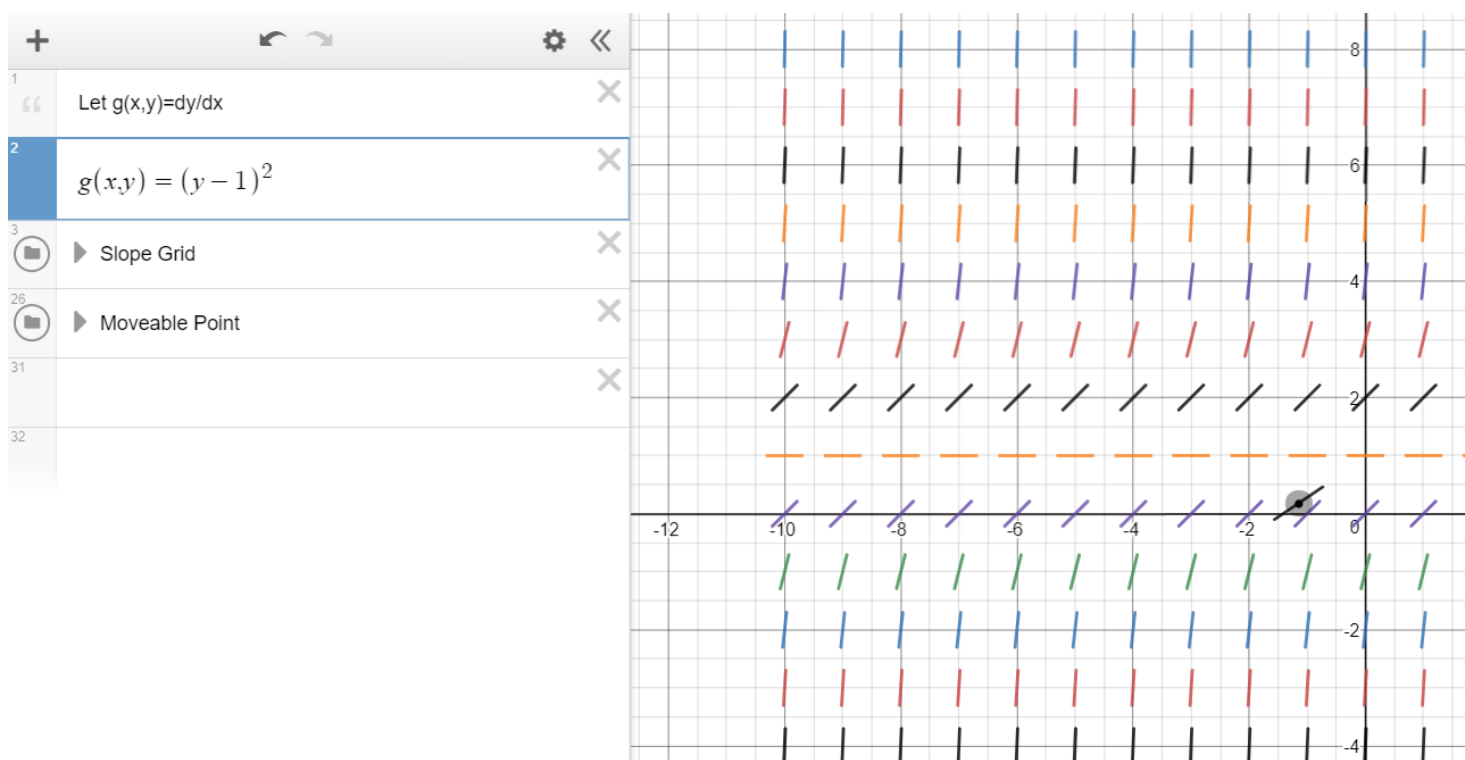 1
Let g(x,y)=dy/dx
2
g(x,y) = (y − 1)²
3
Slope Grid
26
Moveable Point
31
32
8
6
4
2
-12 -10 -8 -6 -4 -2 0
-2
-4